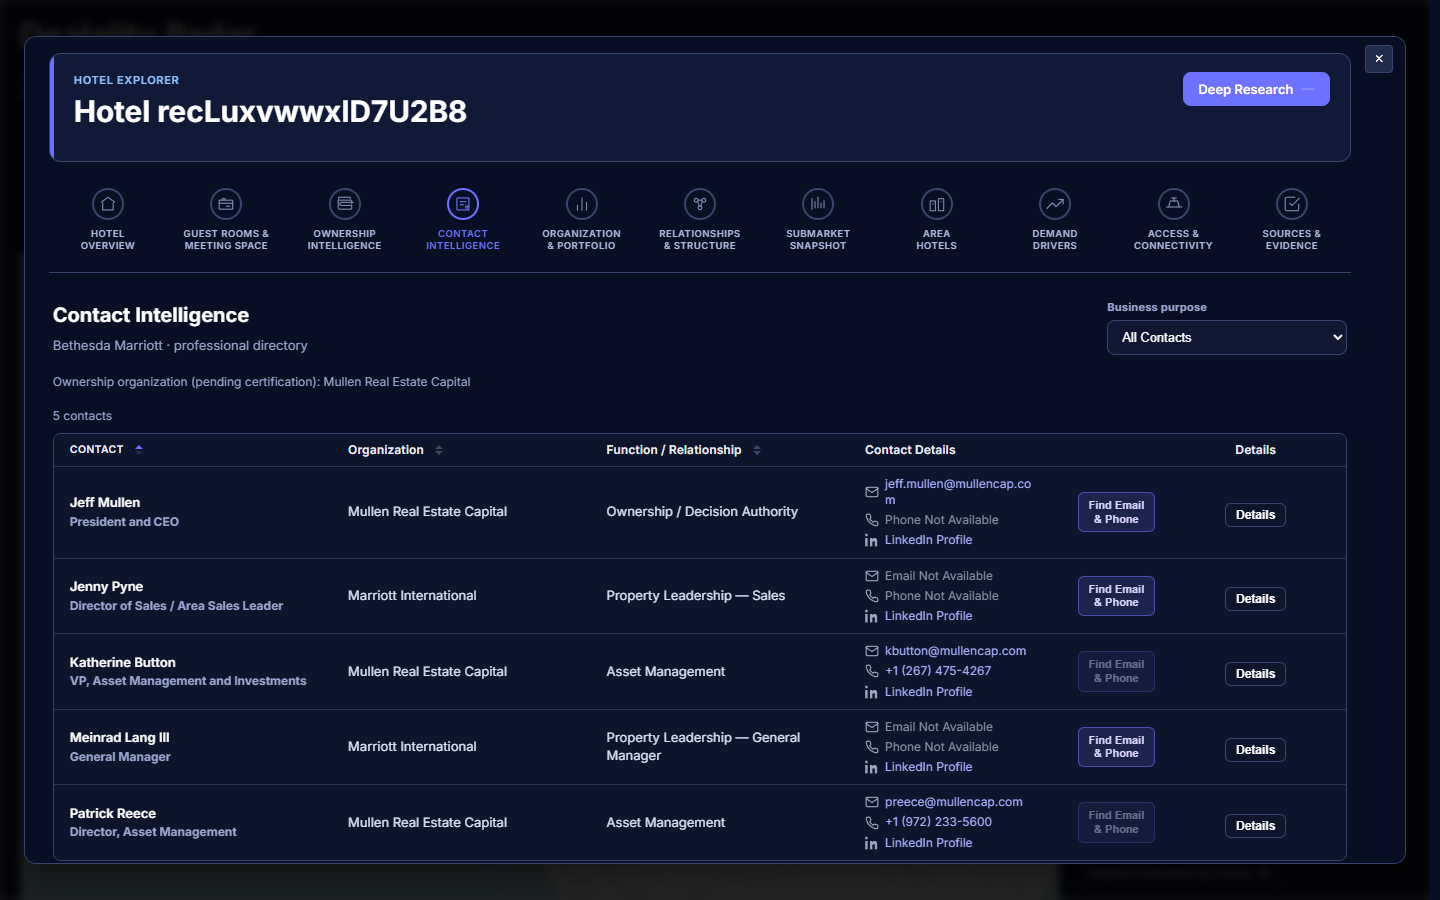 HOTEL EXPLORER
Hotel recLuxvwwxlD7U2B8
Deep Research
×
HOTEL
OVERVIEW
GUEST ROOMS &
MEETING SPACE
OWNERSHIP
INTELLIGENCE
CONTACT
INTELLIGENCE
ORGANIZATION
& PORTFOLIO
RELATIONSHIPS
& STRUCTURE
SUBMARKET
SNAPSHOT
AREA
HOTELS
DEMAND
DRIVERS
ACCESS &
CONNECTIVITY
SOURCES &
EVIDENCE
Contact Intelligence
Bethesda Marriott · professional directory
Business purpose
All Contacts
Ownership organization (pending certification): Mullen Real Estate Capital
5 contacts
CONTACT Organization Function / Relationship Contact Details Details
Jeff Mullen
President and CEO
Mullen Real Estate Capital
Ownership / Decision Authority
jeff.mullen@mullencap.co
m
Phone Not Available
LinkedIn Profile
Find Email
& Phone
Details
Jenny Pyne
Director of Sales / Area Sales Leader
Marriott International
Property Leadership — Sales
Email Not Available
Phone Not Available
LinkedIn Profile
Find Email
& Phone
Details
Katherine Button
VP, Asset Management and Investments
Mullen Real Estate Capital
Asset Management
kbutton@mullencap.com
+1 (267) 475-4267
LinkedIn Profile
Find Email
& Phone
Details
Meinrad Lang III
General Manager
Marriott International
Property Leadership — General
Manager
Email Not Available
Phone Not Available
LinkedIn Profile
Find Email
& Phone
Details
Patrick Reece
Director, Asset Management
Mullen Real Estate Capital
Asset Management
preece@mullencap.com
+1 (972) 233-5600
LinkedIn Profile
Find Email
& Phone
Details